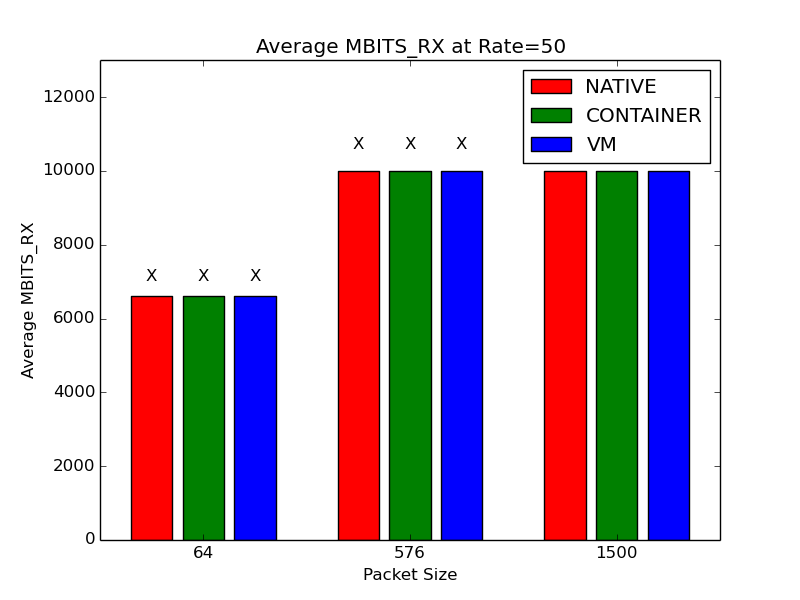 Average MBITS_RX at Rate=50
12000
10000
8000
6000
4000
2000
0
Average MBITS_RX
NATIVE
CONTAINER
VM
X X X
X X X
64 576 1500
Packet Size